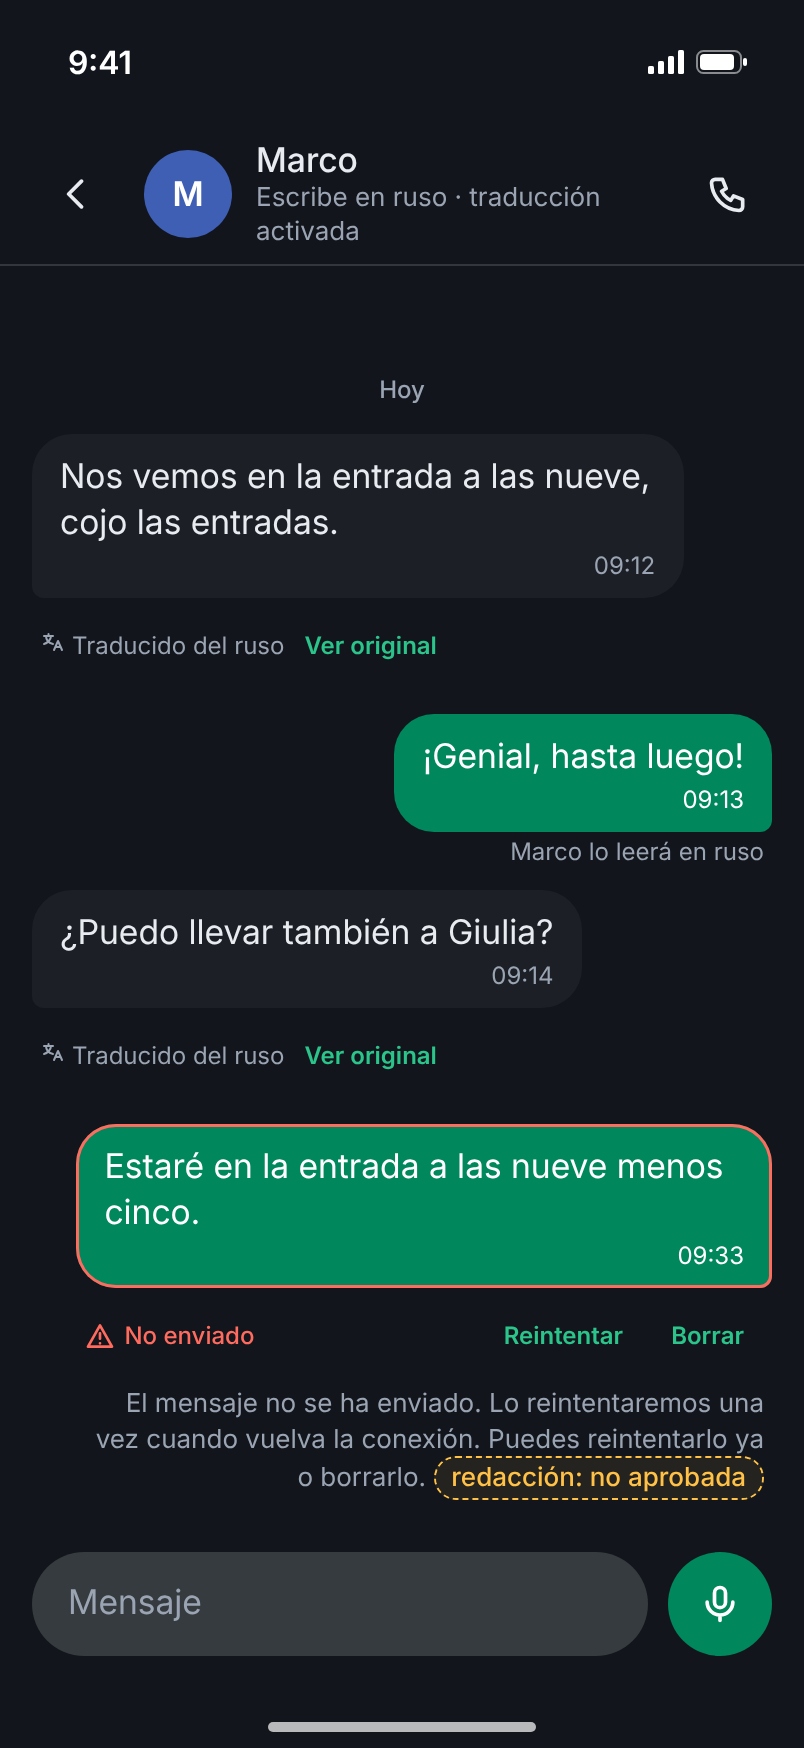 9:41
M
Marco
Escribe en ruso · traducción
activada
Hoy
Nos vemos en la entrada a las nueve,
cojo las entradas.
09:12
Traducido del ruso Ver original
¡Genial, hasta luego!
09:13
Marco lo leerá en ruso
¿Puedo llevar también a Giulia?
09:14
Traducido del ruso Ver original
Estaré en la entrada a las nueve menos
cinco.
09:33
No enviado Reintentar Borrar
El mensaje no se ha enviado. Lo reintentaremos una
vez cuando vuelva la conexión. Puedes reintentarlo ya
o borrarlo. redacción: no aprobada
Mensaje